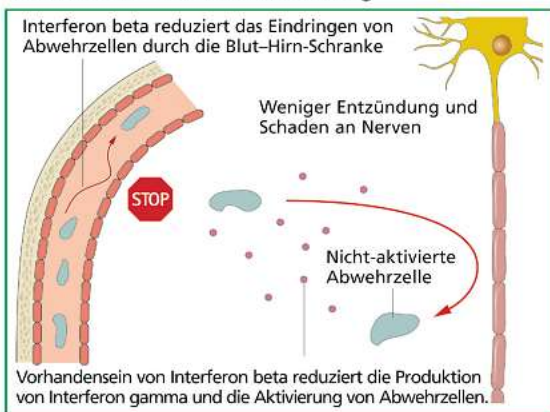 Interferon beta reduziert das Eindringen von
Abwehrzellen durch die Blut–Hirn-Schranke
Weniger Entzündung und
Schaden an Nerven
STOP
Nicht-aktivierte
Abwehrzelle
Vorhandensein von Interferon beta reduziert die Produktion
von Interferon gamma und die Aktivierung von Abwehrzellen.